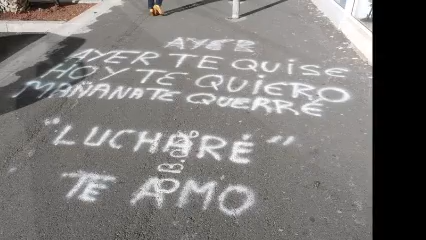 AYER
AYER TE QUISE
HOY TE QUIERO
MAÑANA TE QUERRÉ
"LUCHARÉ"
TE AMO